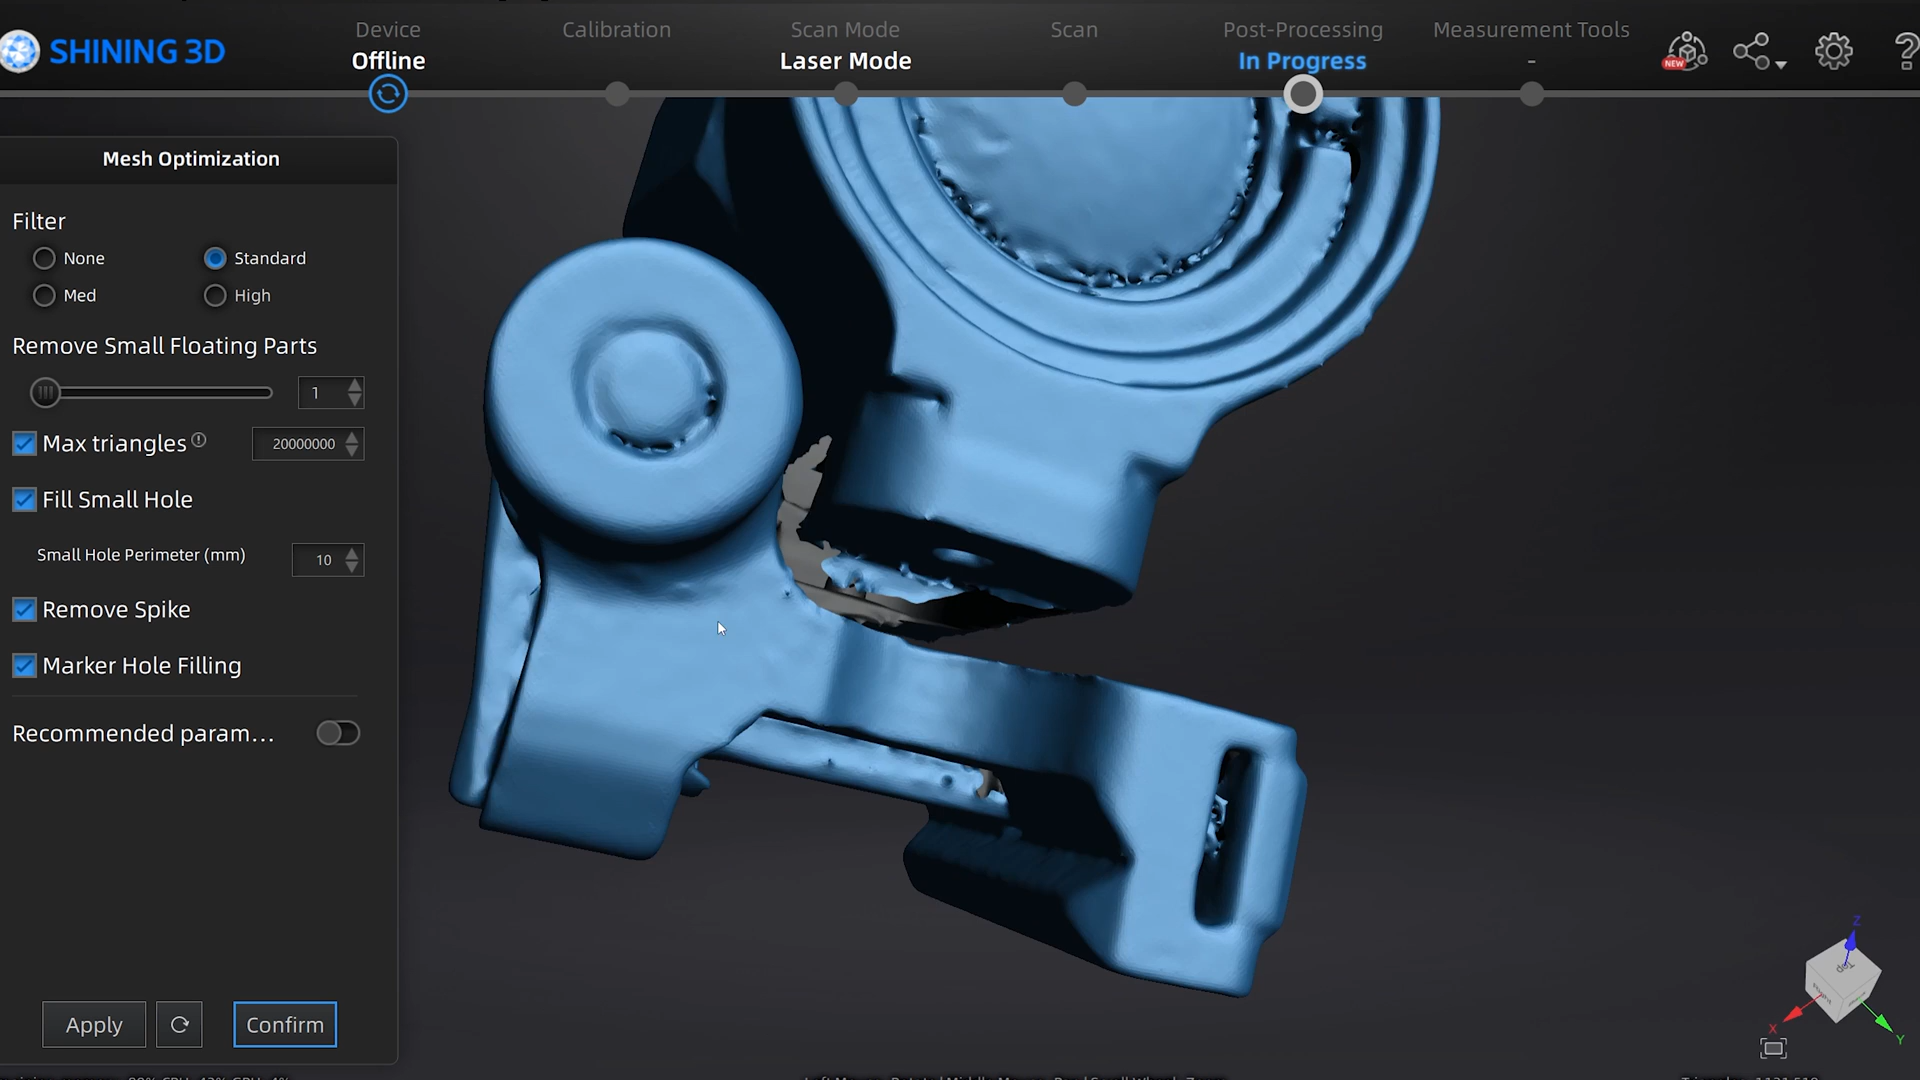 SHINING 3D
Device
Offline
Calibration
Scan Mode
Laser Mode
Scan
Post-Processing
In Progress
Measurement Tools
-
NEW
Mesh Optimization
Filter
None
Standard
Med
High
Remove Small Floating Parts
1
Max triangles
20000000
Fill Small Hole
Small Hole Perimeter (mm)
10
Remove Spike
Marker Hole Filling
Recommended param...
Apply
Confirm
Z
Top
X
Y